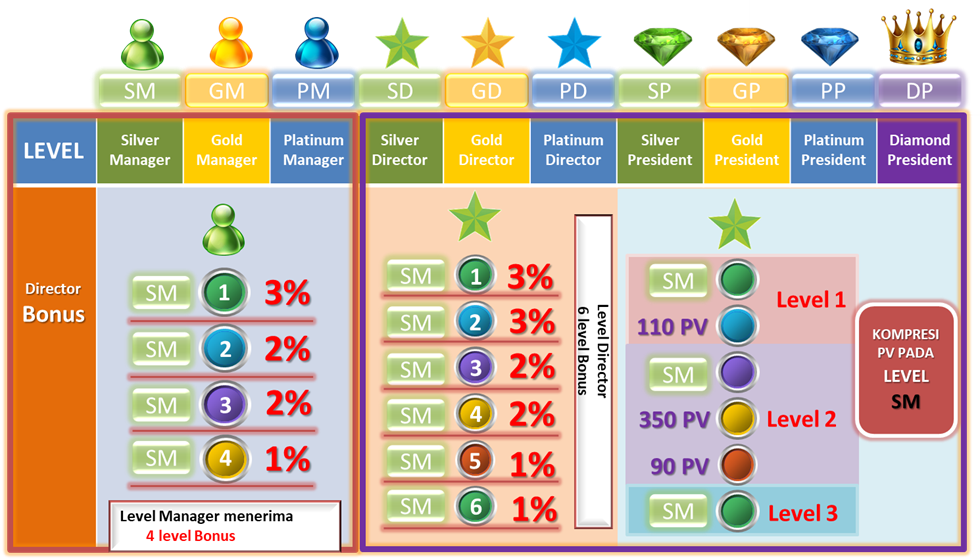 SM GM PM SD GD PD SP GP PP DP
LEVEL
Silver
Manager
Gold
Manager
Platinum
Manager
Silver
Director
Gold
Director
Platinum
Director
Silver
President
Gold
President
Platinum
President
Diamond
President
Director
Bonus
SM 1 3%
SM 2 2%
SM 3 2%
SM 4 1%
Level Manager menerima
4 level Bonus
SM 1 3%
SM 2 3%
SM 3 2%
SM 4 2%
SM 5 1%
SM 6 1%
Level Director
6 level Bonus
SM
Level 1
110 PV
SM
350 PV Level 2
90 PV
SM Level 3
KOMPRESI
PV PADA
LEVEL
SM